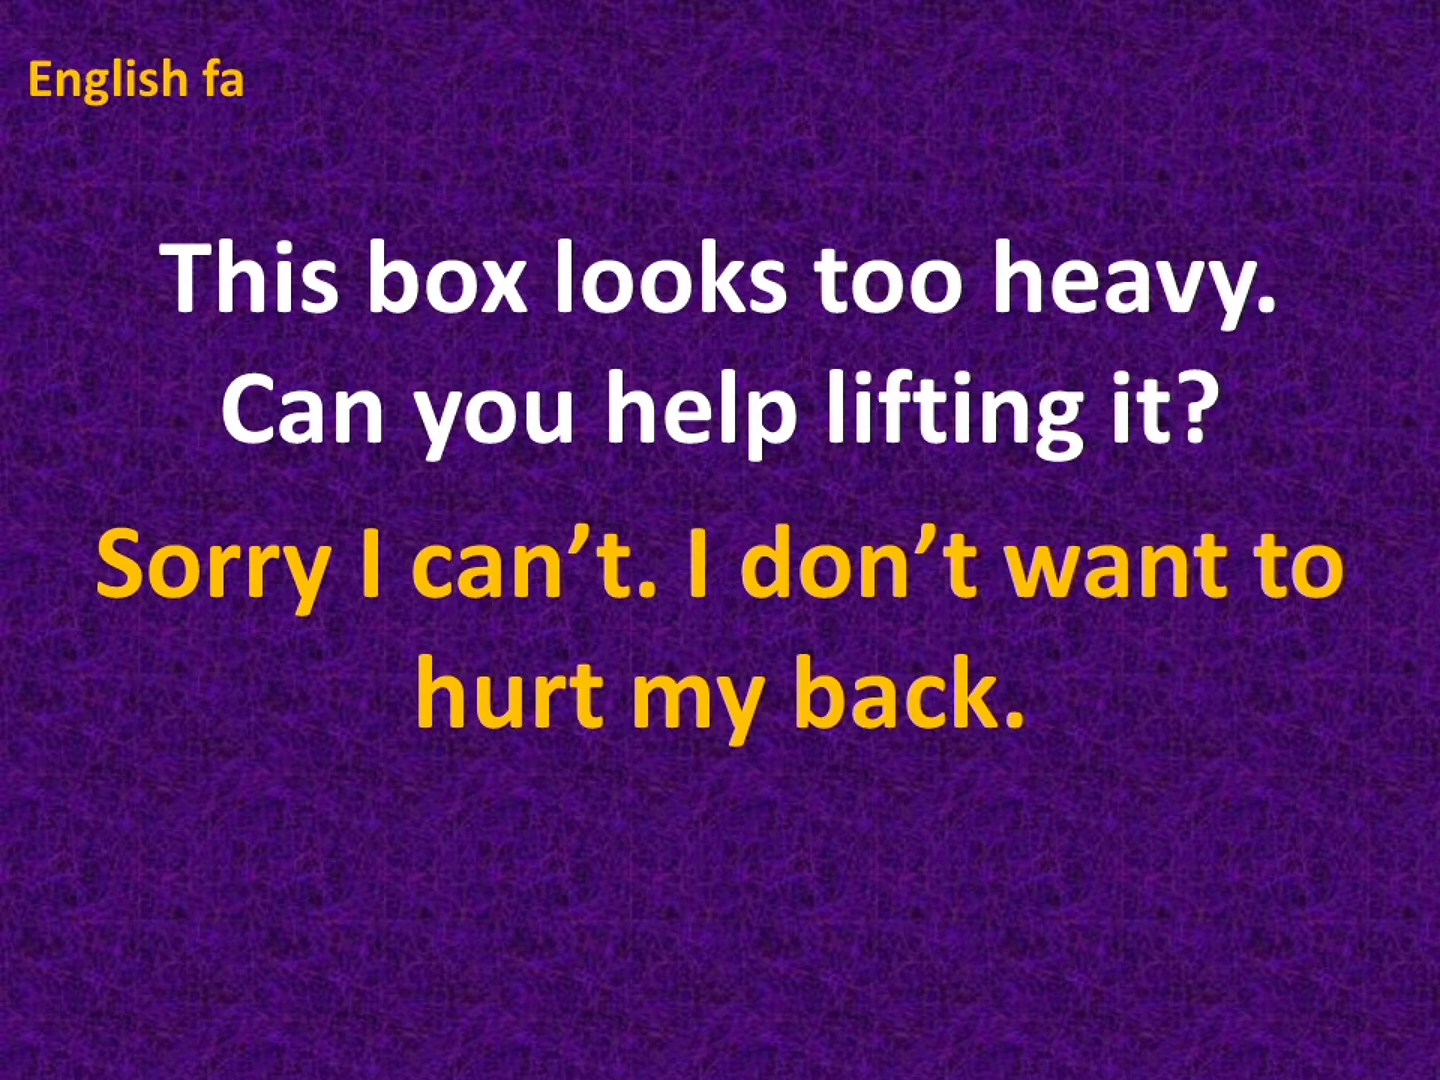 English fa
This box looks too heavy.
Can you help lifting it?
Sorry I can’t. I don’t want to
hurt my back.